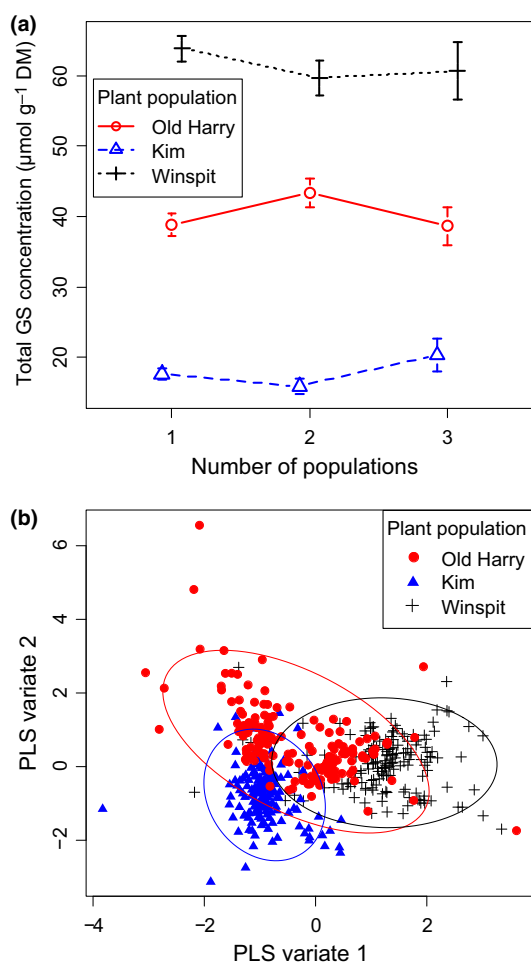 (a)
Total GS concentration (µmol g⁻¹ DM)
60
50
40
30
20
Plant population
Old Harry
Kim
Winspit
1 2 3
Number of populations
(b)
PLS variate 2
6
4
2
0
−2
Plant population
Old Harry
Kim
Winspit
−4 −2 0 2
PLS variate 1